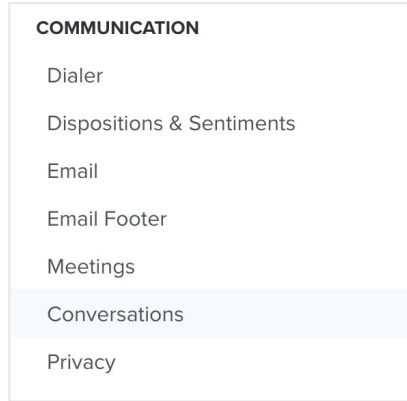 COMMUNICATION
Dialer
Dispositions & Sentiments
Email
Email Footer
Meetings
Conversations
Privacy